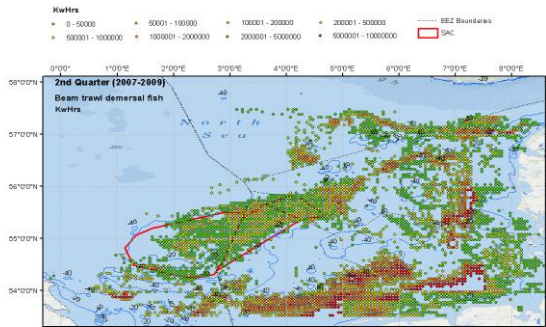 KwHrs
0 - 50000
50001 - 100000
100001 - 200000
200001 - 500000
EEZ Boundaries
500001 - 1000000
1000001 - 2000000
2000001 - 5000000
5000001 - 10000000
SAC
0°0'0
1°0'0"E
2°0'0"E
3°0'0"E
4°0'0"E
5°0'0"E
6°0'0"E
7°0'0"E
8°0'0"E
58°0'0"N
2nd Quarter (2007-2009)
Beam trawl demersal fish
KwHrs
North
Sea
57°0'0"N
56°0'0"N
55°0'0"N
54°0'0"N